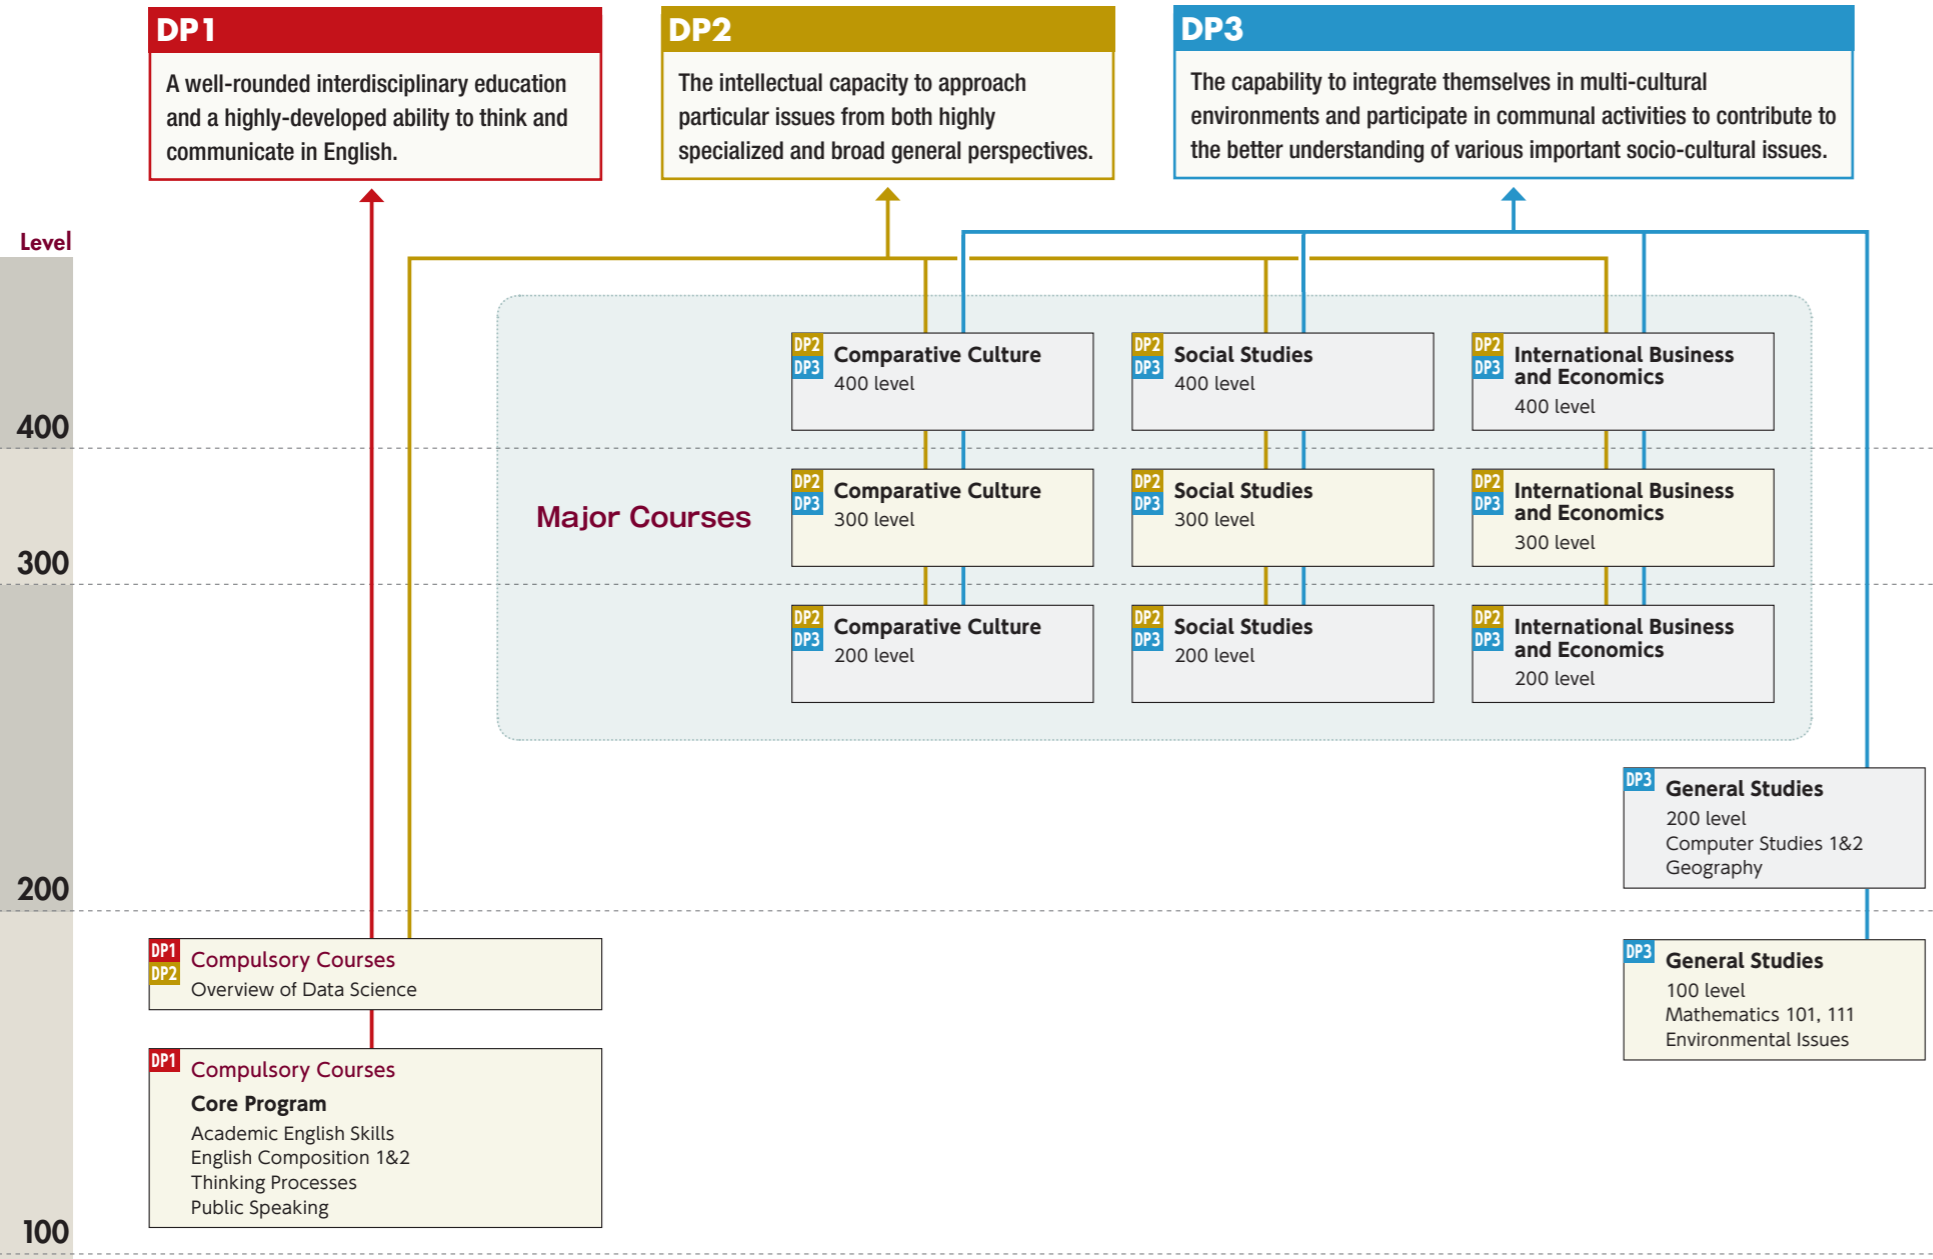 DP1
A well-rounded interdisciplinary education
and a highly-developed ability to think and
communicate in English.
DP2
The intellectual capacity to approach
particular issues from both highly
specialized and broad general perspectives.
DP3
The capability to integrate themselves in multi-cultural
environments and participate in communal activities to contribute to
the better understanding of various important socio-cultural issues.
Level
400
300
200
100
Major Courses
DP2
DP3
Comparative Culture
400 level
DP2
DP3
Social Studies
400 level
DP2
DP3
International Business
and Economics
400 level
DP2
DP3
Comparative Culture
300 level
DP2
DP3
Social Studies
300 level
DP2
DP3
International Business
and Economics
300 level
DP2
DP3
Comparative Culture
200 level
DP2
DP3
Social Studies
200 level
DP2
DP3
International Business
and Economics
200 level
DP3
General Studies
200 level
Computer Studies 1&2
Geography
DP1
DP2
Compulsory Courses
Overview of Data Science
DP3
General Studies
100 level
Mathematics 101, 111
Environmental Issues
DP1
Compulsory Courses
Core Program
Academic English Skills
English Composition 1&2
Thinking Processes
Public Speaking